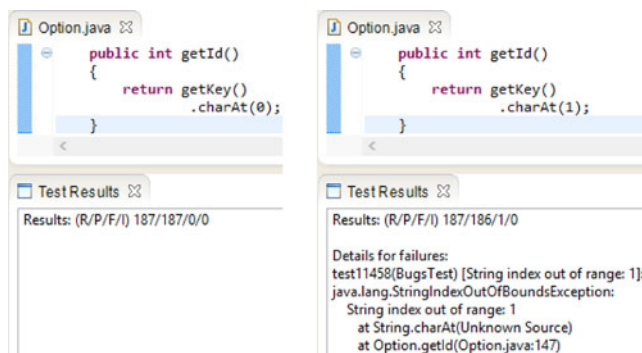 Option.java
public int getId()
{
return getKey()
.charAt(0);
}
Test Results
Results: (R/P/F/I) 187/187/0/0
Option.java
public int getId()
{
return getKey()
.charAt(1);
}
Test Results
Results: (R/P/F/I) 187/186/1/0
Details for failures:
test11458(BugsTest) [String index out of range: 1]:
java.lang.StringIndexOutOfBoundsException:
String index out of range: 1
at String.charAt(Unknown Source)
at Option.getId(Option.java:147)